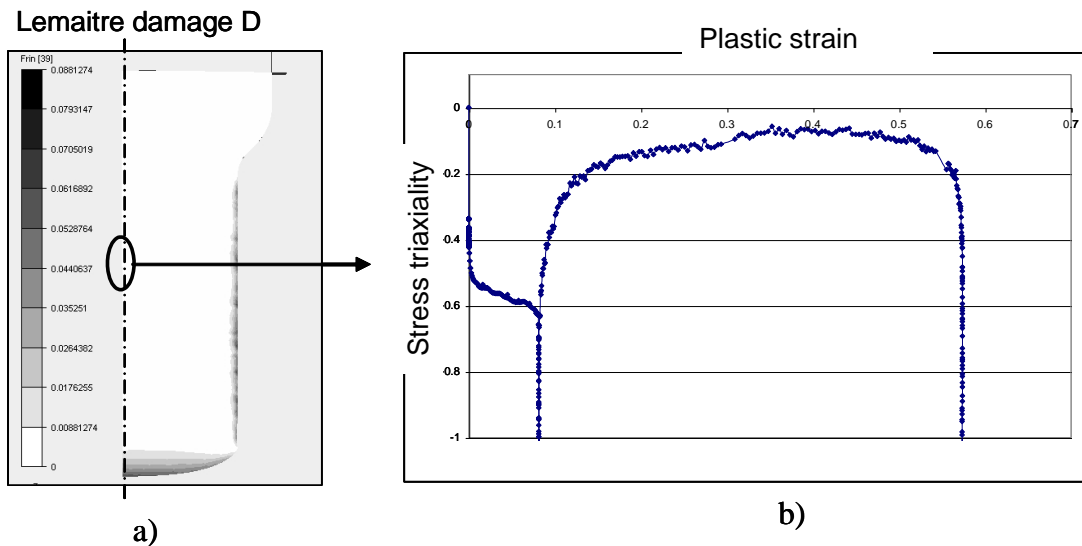 Lemaitre damage D
Frin [39]
0.0881274
0.0793147
0.0705019
0.0616892
0.0528764
0.0440637
0.035251
0.0264382
0.0176255
0.00881274
0
a)
Plastic strain
0 0.1 0.2 0.3 0.4 0.5 0.6 0.7
Stress triaxiality
0
-0.2
-0.4
-0.6
-0.8
-1
b)